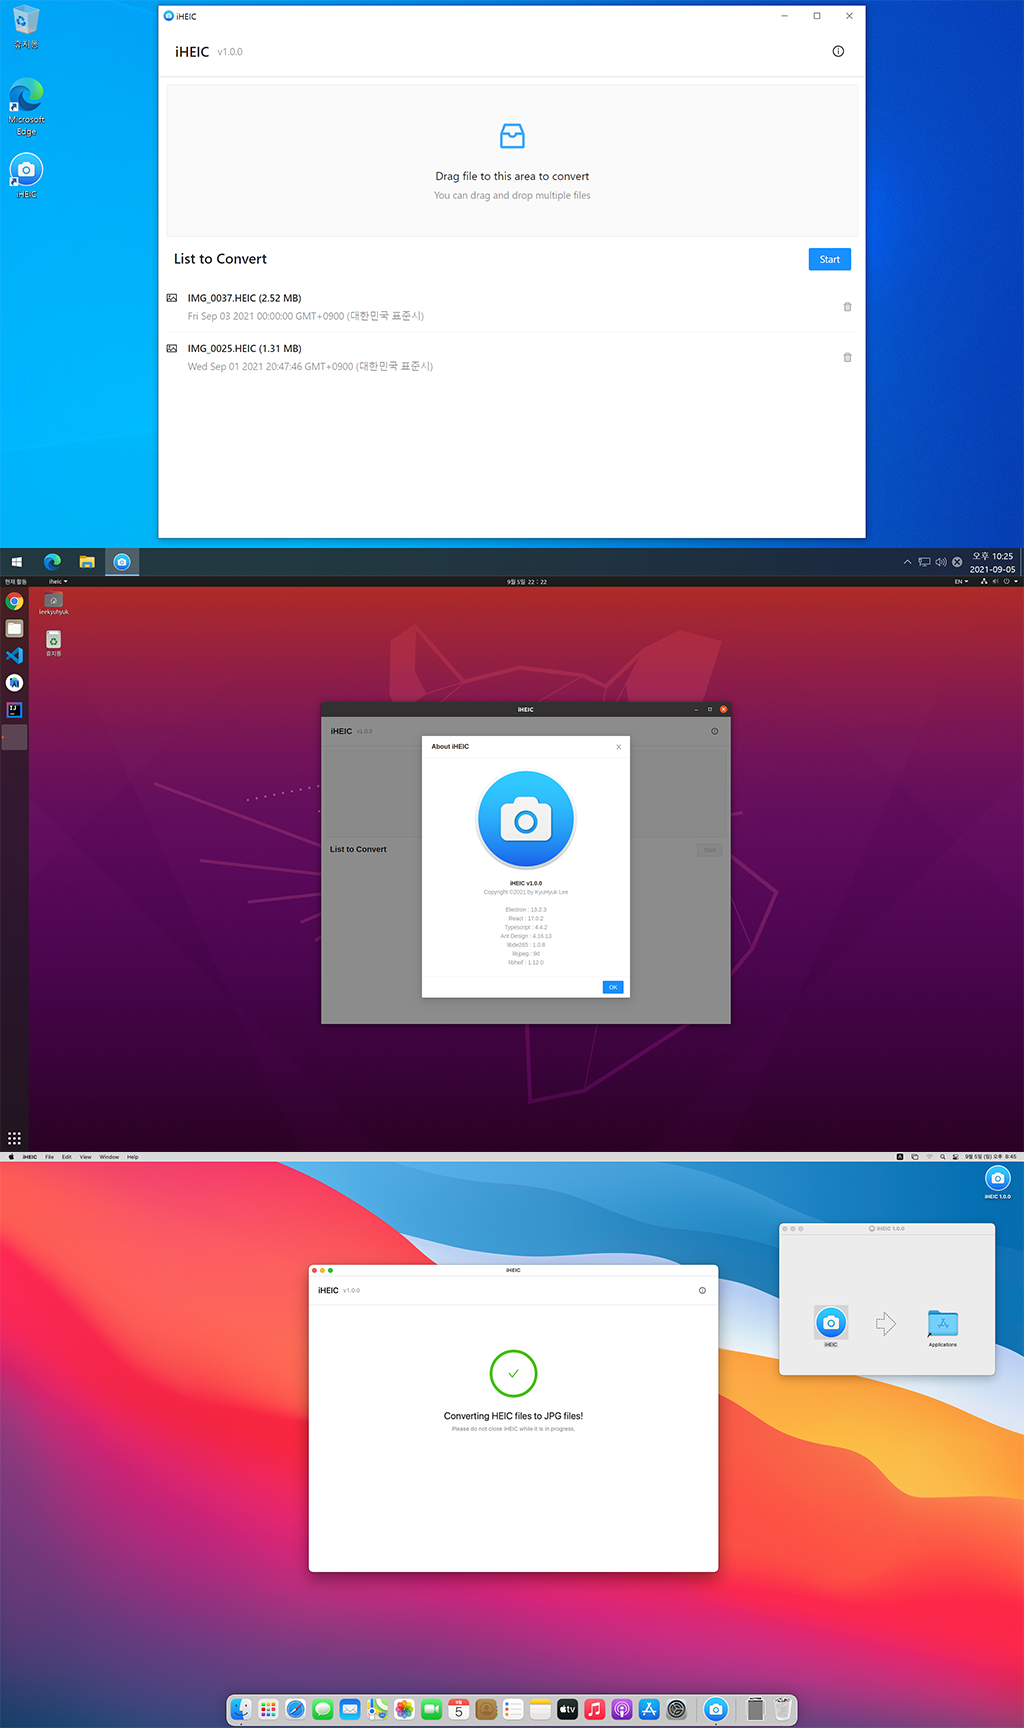 휴지통
Microsoft
Edge
iHEIC
iHEIC
iHEIC v1.0.0
Drag file to this area to convert
You can drag and drop multiple files
List to Convert
Start
IMG_0037.HEIC (2.52 MB)
Fri Sep 03 2021 00:00:00 GMT+0900 (대한민국 표준시)
IMG_0025.HEIC (1.31 MB)
Wed Sep 01 2021 20:47:46 GMT+0900 (대한민국 표준시)
오후 10:25
2021-09-05
현재 활동 iheic 9월 5일 22 : 22 EN
leekyuhyuk
휴지통
iHEIC
iHEIC v1.0.0
About iHEIC
List to Convert
Start
iHEIC v1.0.0
Copyright ©2021 by KyuHyuk Lee
Electron : 13.2.3
React : 17.0.2
Typescript : 4.4.2
Ant Design : 4.16.13
libde265 : 1.0.8
libjpeg : 9d
libheif : 1.12.0
OK
iHEIC File Edit View Window Help A 9월 5일 (일) 오후 8:45
iHEIC 1.0.0
iHEIC 1.0.0
iHEIC
Applications
iHEIC
iHEIC v1.0.0
Converting HEIC files to JPG files!
Please do not close iHEIC while it is in progress.
5
tv